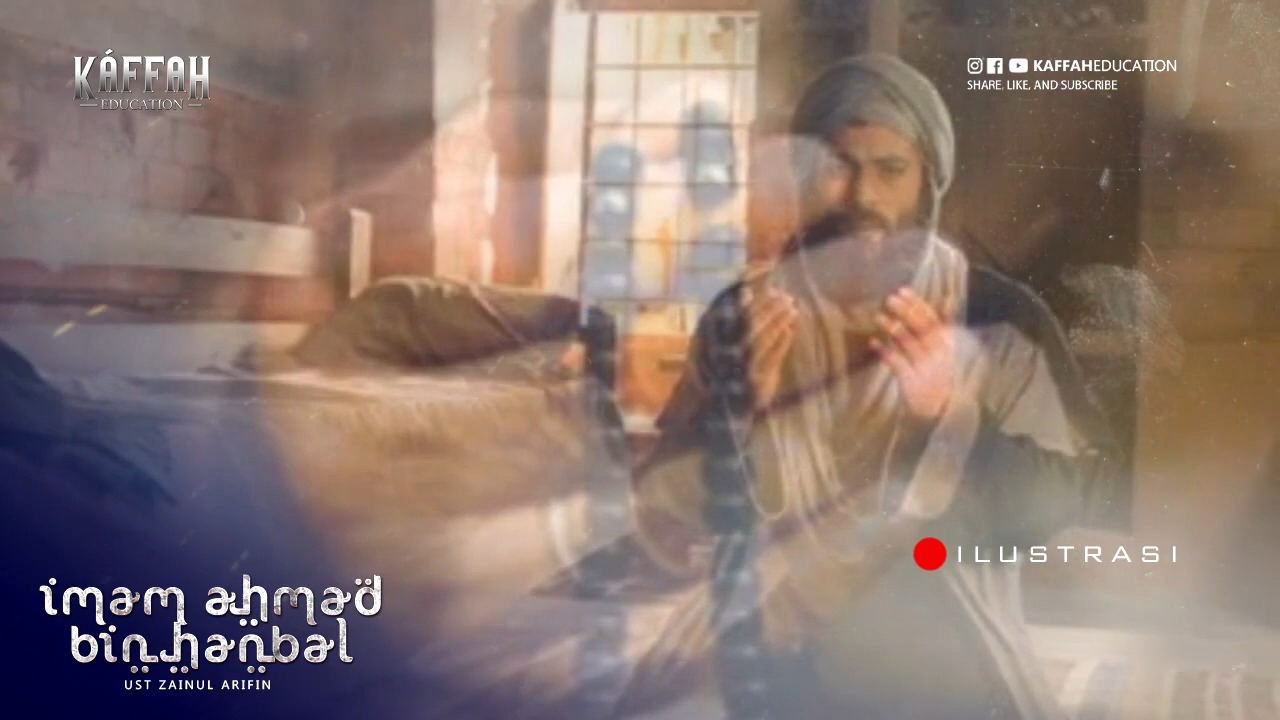 KÁFFAH
EDUCATION
KAFFAHEDUCATION
SHARE, LIKE, AND SUBSCRIBE
ILUSTRASI
imam ahmad
bin hanbal
UST ZAINUL ARIFIN